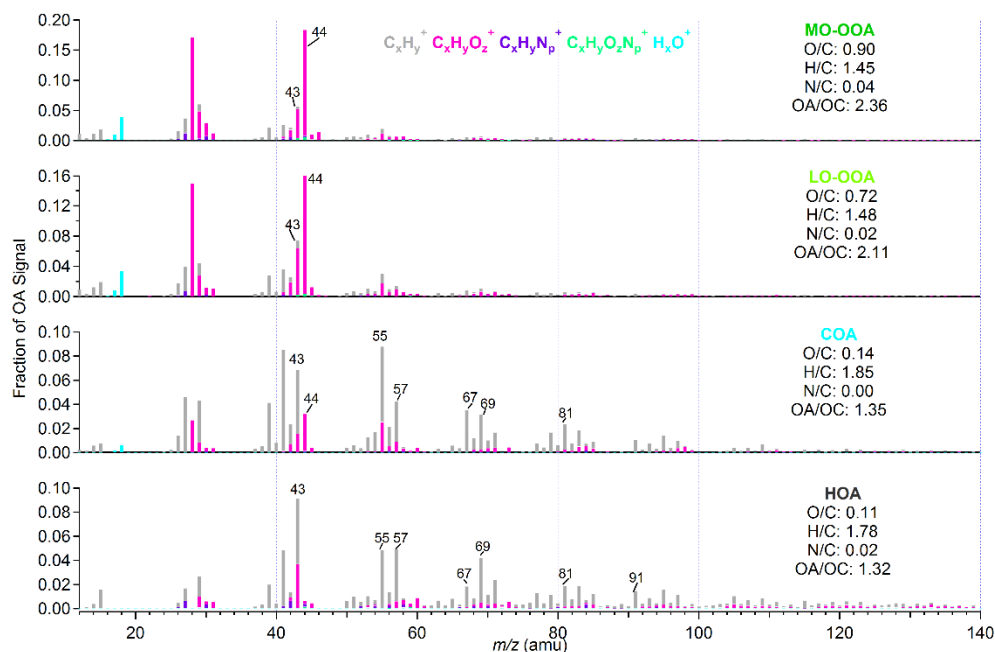 CxHy+ CxHyOz+ CxHyNp+ CxHyOzNp+ HxO+
Fraction of OA Signal
0.20
0.15
0.10
0.05
0.00
43
44
MO-OOA
O/C: 0.90
H/C: 1.45
N/C: 0.04
OA/OC: 2.36
0.16
0.12
0.08
0.04
0.00
43
44
LO-OOA
O/C: 0.72
H/C: 1.48
N/C: 0.02
OA/OC: 2.11
0.10
0.08
0.06
0.04
0.02
0.00
43
44
55
57
67
69
81
COA
O/C: 0.14
H/C: 1.85
N/C: 0.00
OA/OC: 1.35
0.10
0.08
0.06
0.04
0.02
0.00
43
55
57
67
69
81
91
HOA
O/C: 0.11
H/C: 1.78
N/C: 0.02
OA/OC: 1.32
20 40 60 80 100 120 140
m/z (amu)